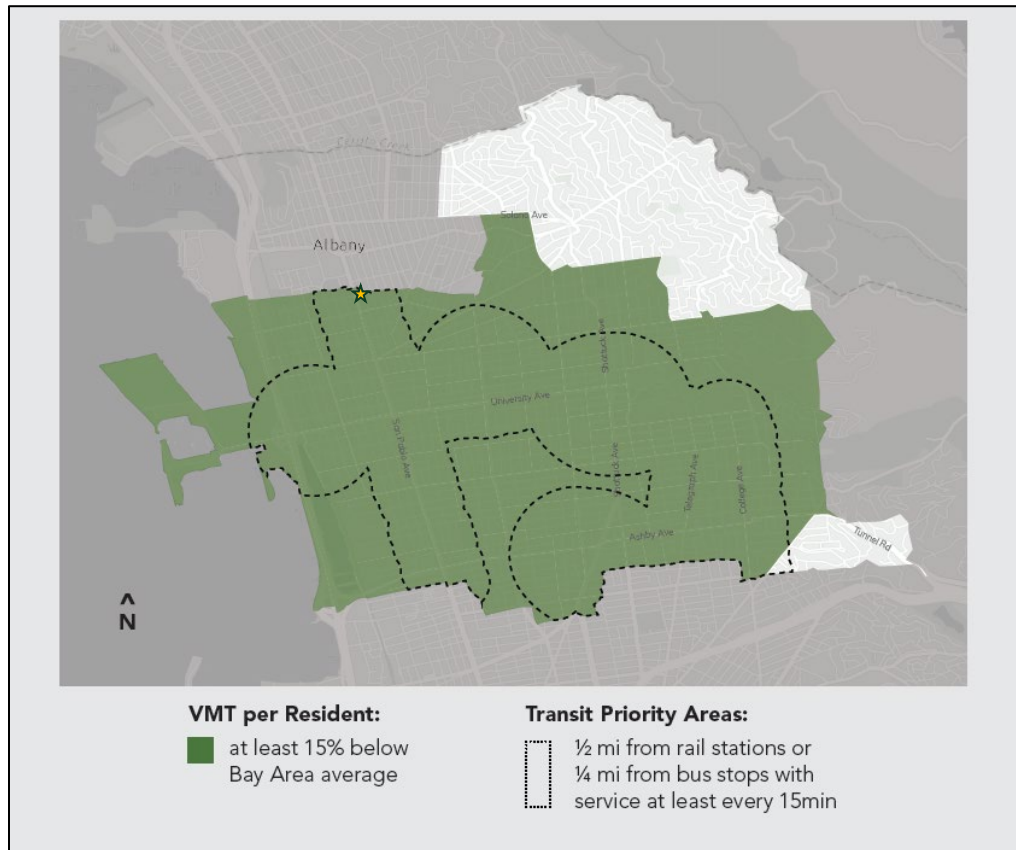 Solano Ave
Albany
Shattuck Ave
University Ave
San Pablo Ave
Shattuck Ave
Telegraph Ave
College Ave
Ashby Ave
Tunnel Rd
^
N
VMT per Resident:
at least 15% below
Bay Area average
Transit Priority Areas:
½ mi from rail stations or
¼ mi from bus stops with
service at least every 15min